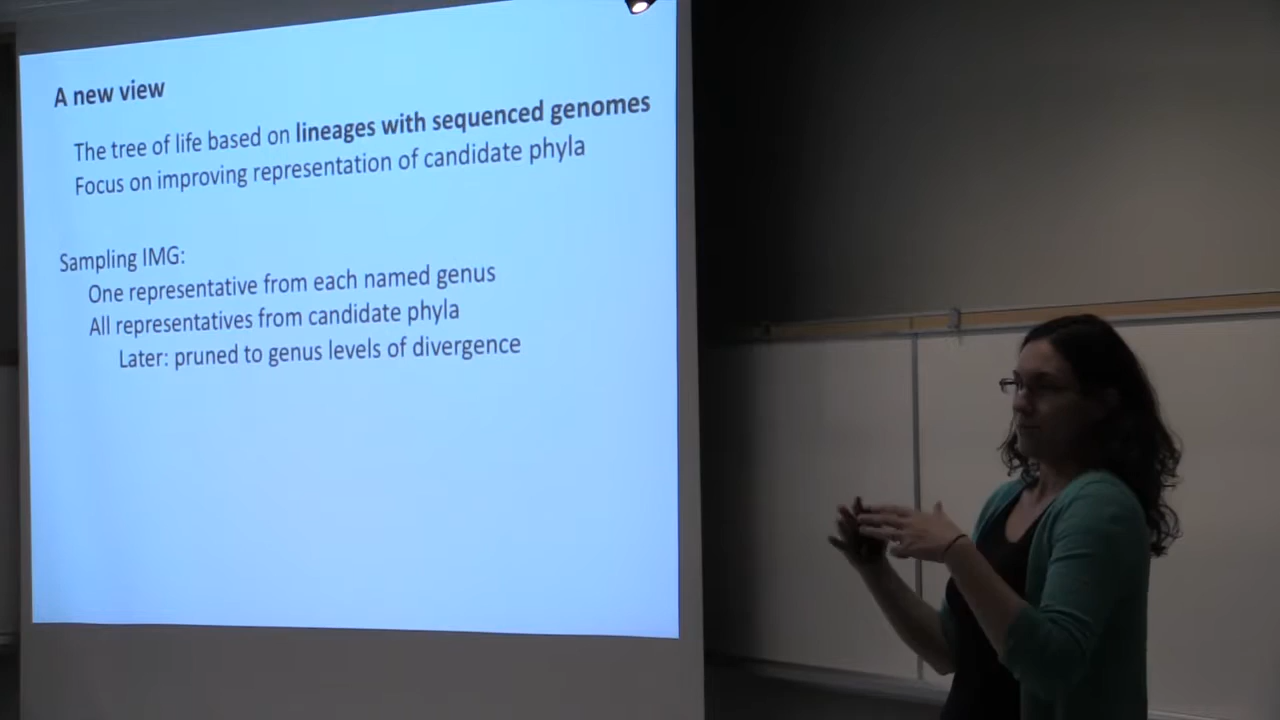 A new view
The tree of life based on lineages with sequenced genomes
Focus on improving representation of candidate phyla
Sampling IMG:
One representative from each named genus
All representatives from candidate phyla
Later: pruned to genus levels of divergence